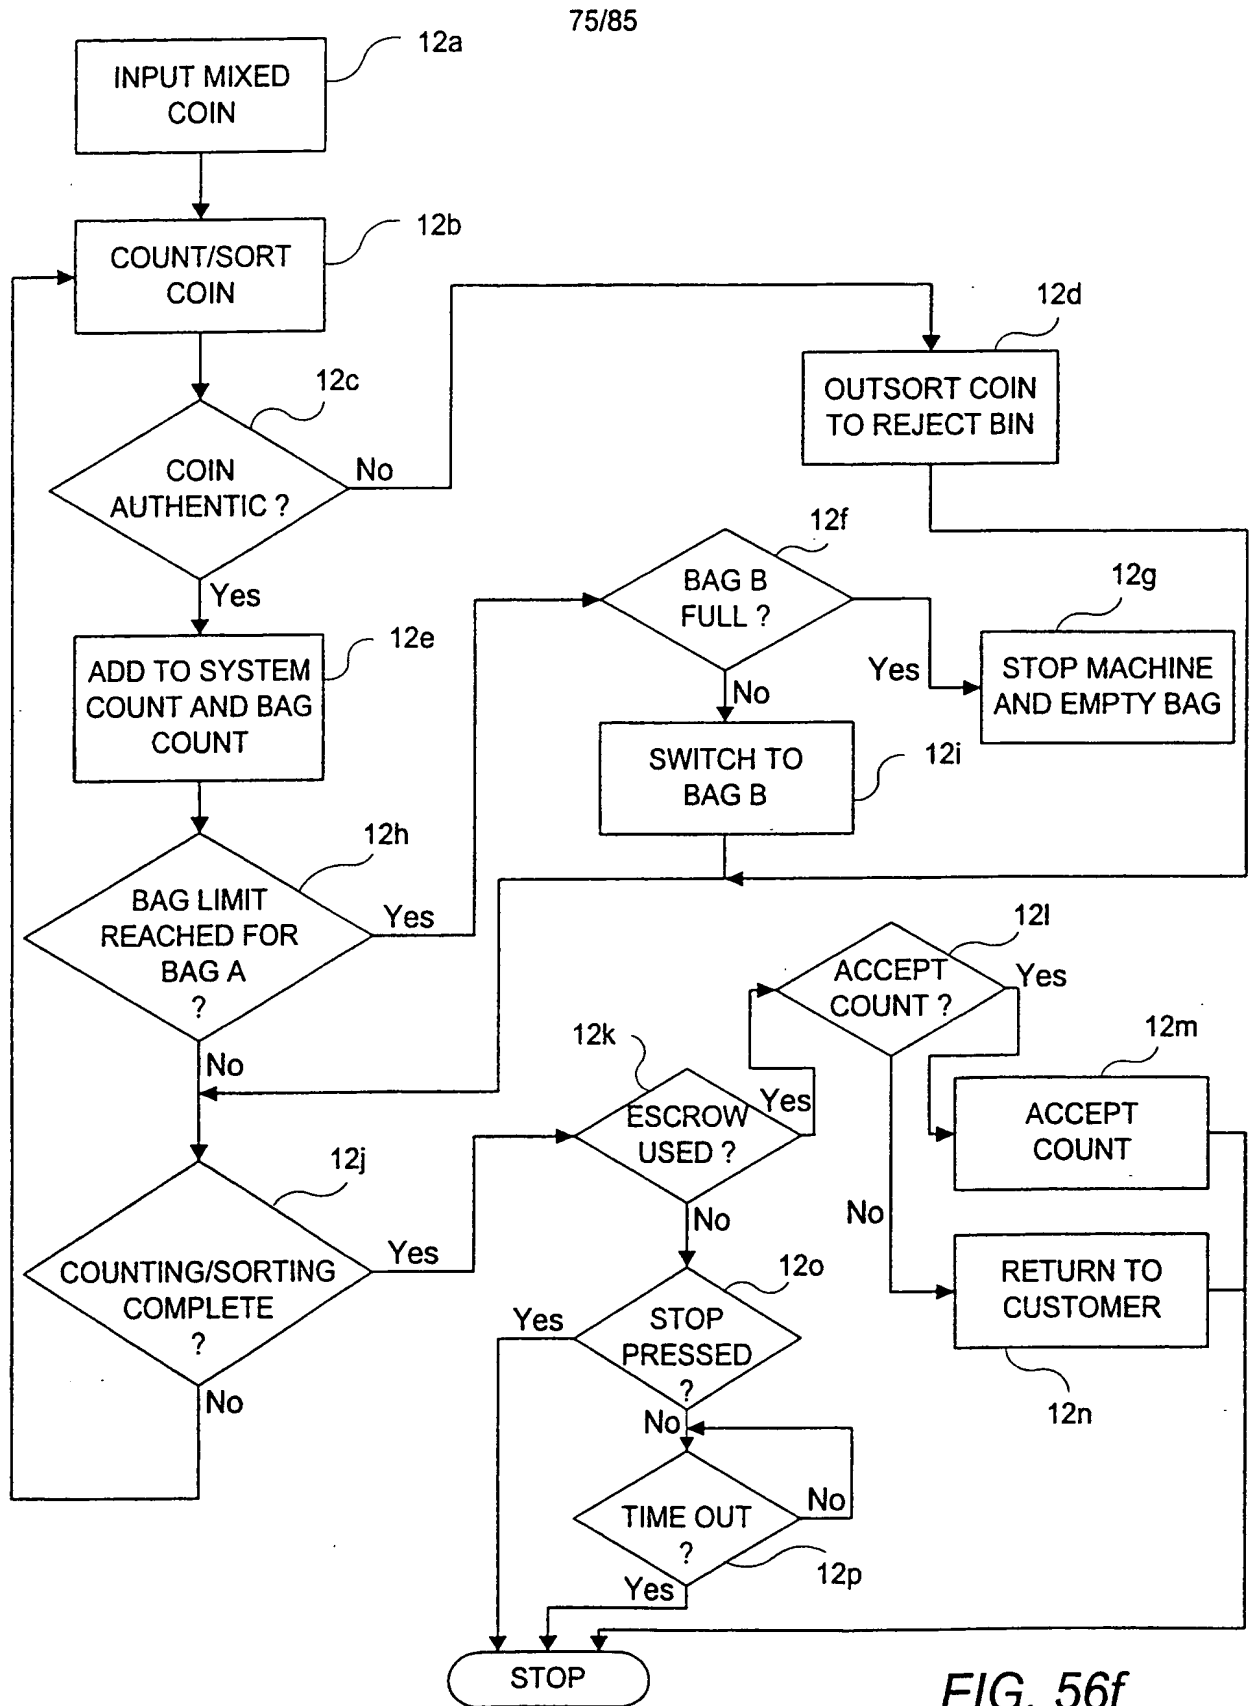 75/85
12a
INPUT MIXED
COIN
12b
COUNT/SORT
COIN
12d
OUTSORT COIN
TO REJECT BIN
12c
COIN
AUTHENTIC ?
No
Yes
12f
BAG B
FULL ?
Yes
No
12g
STOP MACHINE
AND EMPTY BAG
12e
ADD TO SYSTEM
COUNT AND BAG
COUNT
12i
SWITCH TO
BAG B
12h
BAG LIMIT
REACHED FOR
BAG A
?
Yes
No
12l
ACCEPT
COUNT ?
Yes
No
12k
ESCROW
USED ?
Yes
No
12m
ACCEPT
COUNT
12j
COUNTING/SORTING
COMPLETE
?
Yes
No
RETURN TO
CUSTOMER
12n
12o
STOP
PRESSED
?
Yes
No
TIME OUT
?
No
12p
Yes
STOP
FIG. 56f